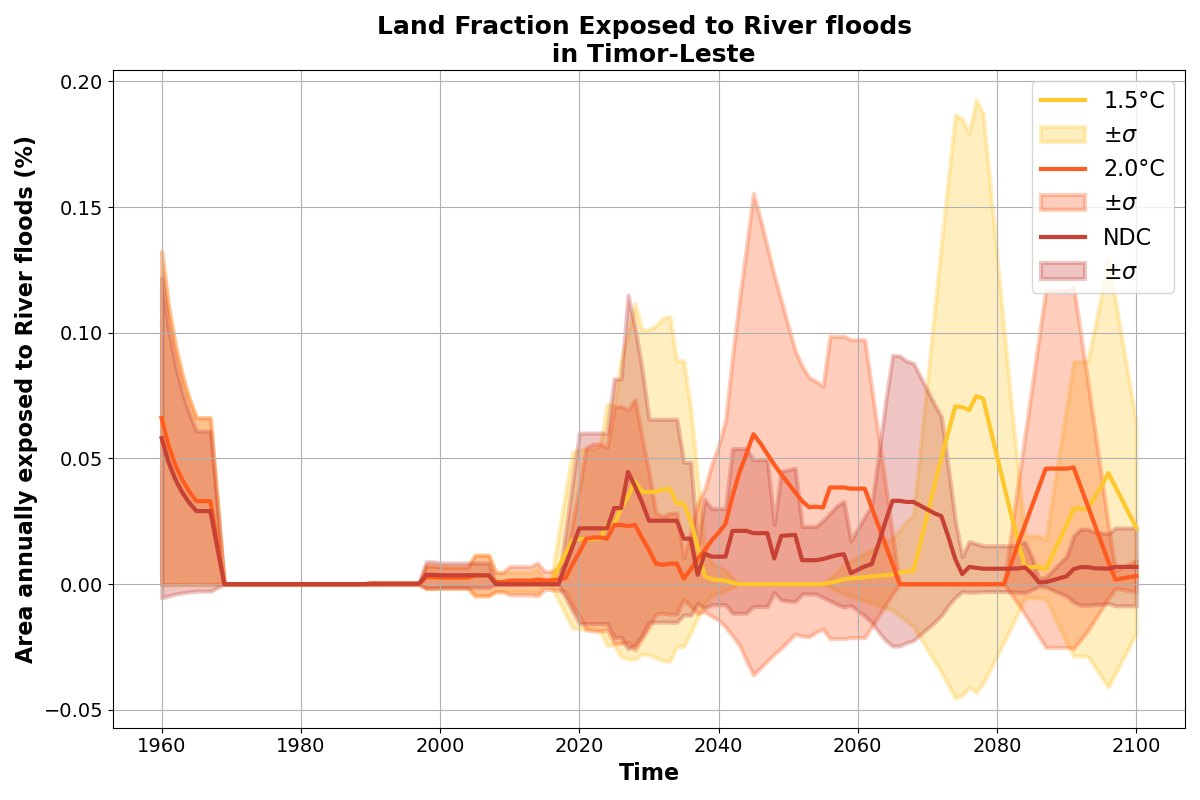 Land Fraction Exposed to River floods
in Timor-Leste
Area annually exposed to River floods (%)
0.20
0.15
0.10
0.05
0.00
−0.05
1960
1980
2000
2020
2040
2060
2080
2100
Time
1.5°C
±σ
2.0°C
±σ
NDC
±σ